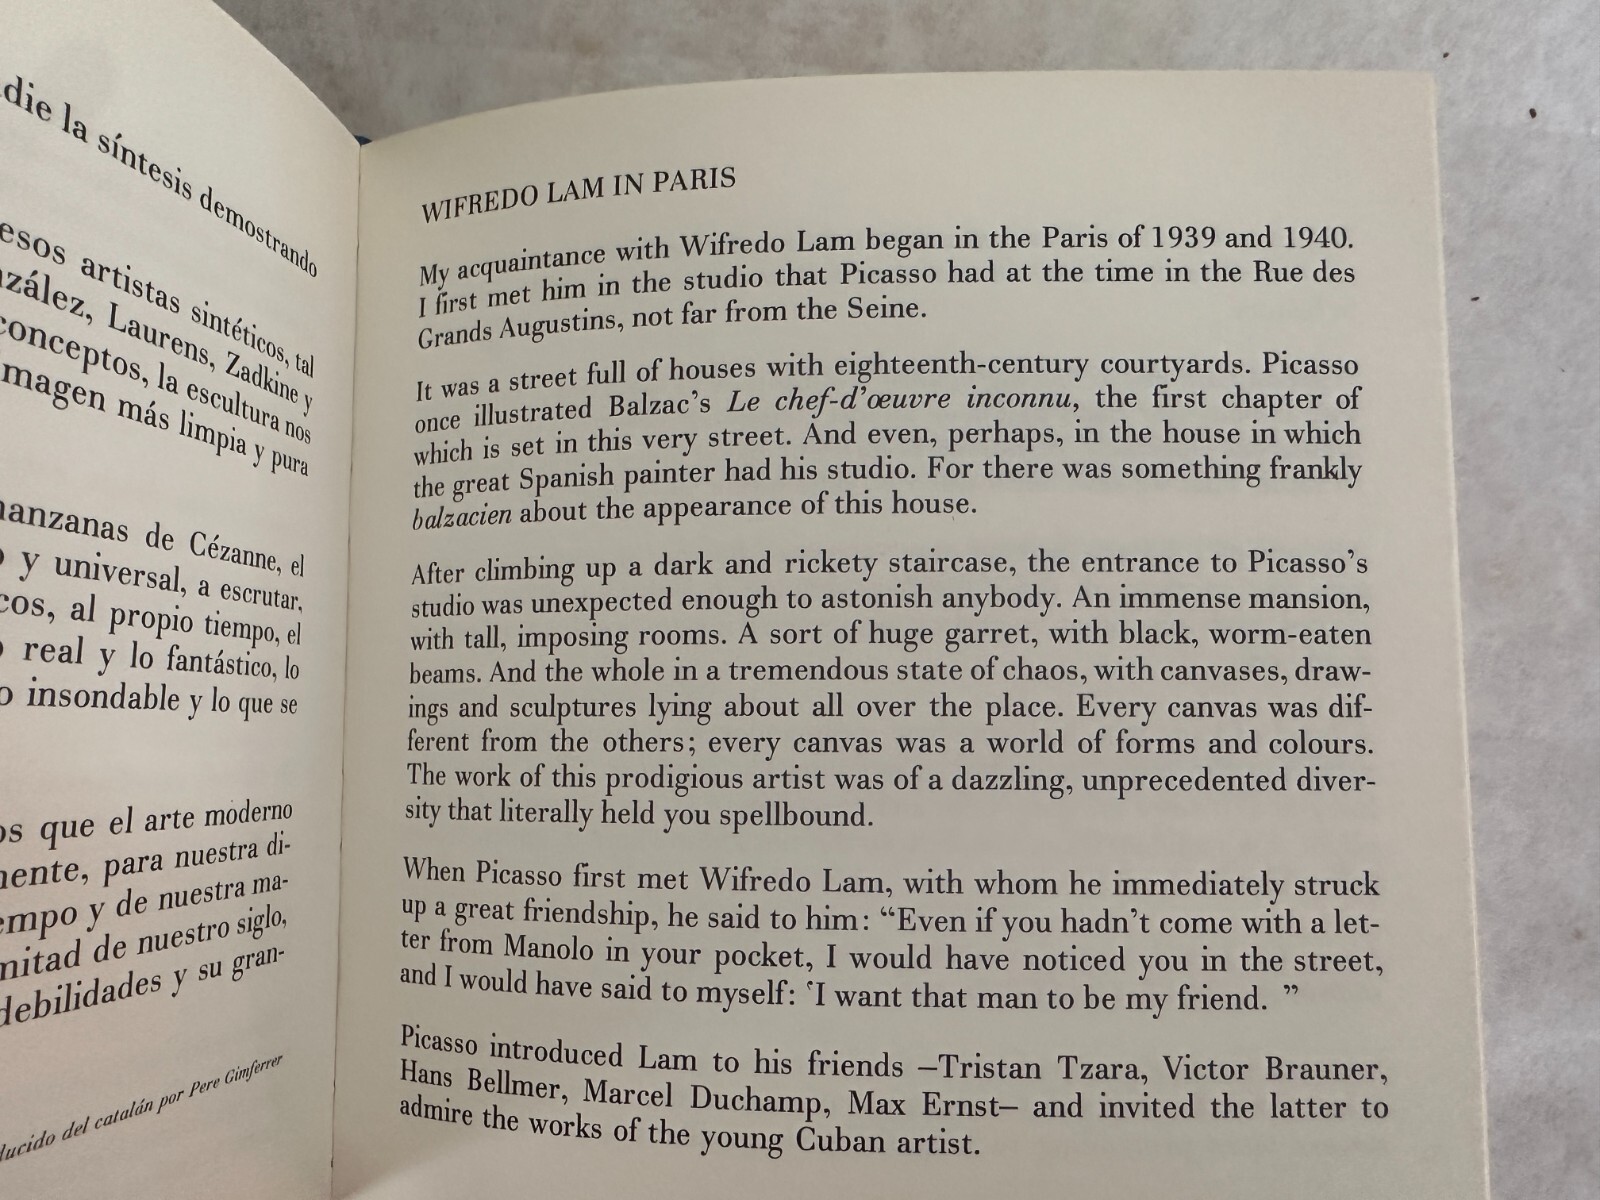 die la síntesis demostrando
esos artistas sintéticos, tal
Laurens, Zadkine y
conceptos, la escultura nos
magen más limpia y pura
manzanas de Cézanne, el
y universal, a escrutar,
cos, al propio tiempo, el
real y lo fantástico, lo
insondable y lo que se
os que el arte moderno
mente, para nuestra di-
empo y de nuestra ma-
mitad de nuestro siglo,
debilidades y su gran-
ducido del catalán por Pere Gimferrer
WIFREDO LAM IN PARIS
My acquaintance with Wifredo Lam began in the Paris of 1939 and 1940.
I first met him in the studio that Picasso had at the time in the Rue des
Grands Augustins, not far from the Seine.
It was a street full of houses with eighteenth-century courtyards. Picasso
once illustrated Balzac's Le chef-d'œuvre inconnu, the first chapter of
which is set in this very street. And even, perhaps, in the house in which
the great Spanish painter had his studio. For there was something frankly
balzacien about the appearance of this house.
After climbing up a dark and rickety staircase, the entrance to Picasso's
studio was unexpected enough to astonish anybody. An immense mansion,
with tall, imposing rooms. A sort of huge garret, with black, worm-eaten
beams. And the whole in a tremendous state of chaos, with canvases, draw-
ings and sculptures lying about all over the place. Every canvas was dif-
ferent from the others; every canvas was a world of forms and colours.
The work of this prodigious artist was of a dazzling, unprecedented diver-
sity that literally held you spellbound.
When Picasso first met Wifredo Lam, with whom he immediately struck
up a great friendship, he said to him: “Even if you hadn't come with a let-
ter from Manolo in your pocket, I would have noticed you in the street,
and I would have said to myself: ‘I want that man to be my friend. ”
Picasso introduced Lam to his friends –Tristan Tzara, Victor Brauner,
Hans Bellmer, Marcel Duchamp, Max Ernst– and invited the latter to
admire the works of the young Cuban artist.